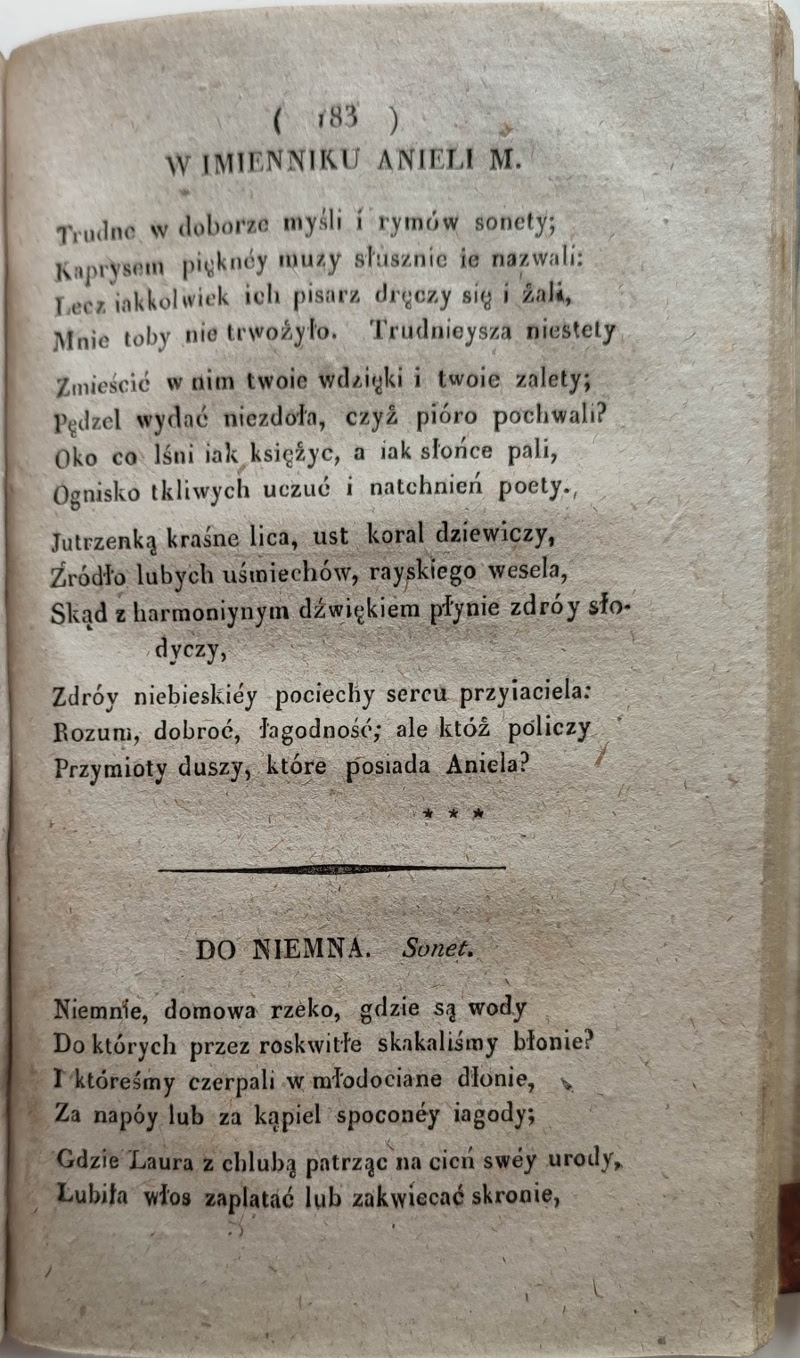 ( 183 )
W IMIENNIKU ANIELI M.
Trudne w doborze myśli i rymów sonety;
Kaprysem pięknéy muzy słusznie ie nazwali:
Lecz iakkolwiek ich pisarz dręczy się i żali,
Mnie toby nie trwożyło. Trudnieysza niestety
Zmieścić w nim twoie wdzięki i twoie zalety;
Pędzel wydać niezdoła, czyż pióro pochwali?
Oko co lśni iak księżyc, a iak słońce pali,
Ognisko tkliwych uczuć i natchnień poety.,
Jutrzenką kraśne lica, ust koral dziewiczy,
Źródło lubych uśmiechów, rayskiego wesela,
Skąd z harmoniynym dźwiękiem płynie zdróy sło-
dyczy,
Zdróy niebieskiéy pociechy sercu przyiaciela:
Rozum, dobroć, łagodność; ale któż policzy
Przymioty duszy, które posiada Aniela?
* * *
DO NIEMNA. Sonet.
Niemnie, domowa rzeko, gdzie są wody
Do których przez roskwitłe skakaliśmy błonie?
I któreśmy czerpali w młodociane dłonie,
Za napóy lub za kąpiel spoconéy iagody;
Gdzie Laura z chlubą patrząc na cień swéy urody,
Lubiła włos zaplatać lub zakwiecać skronie,